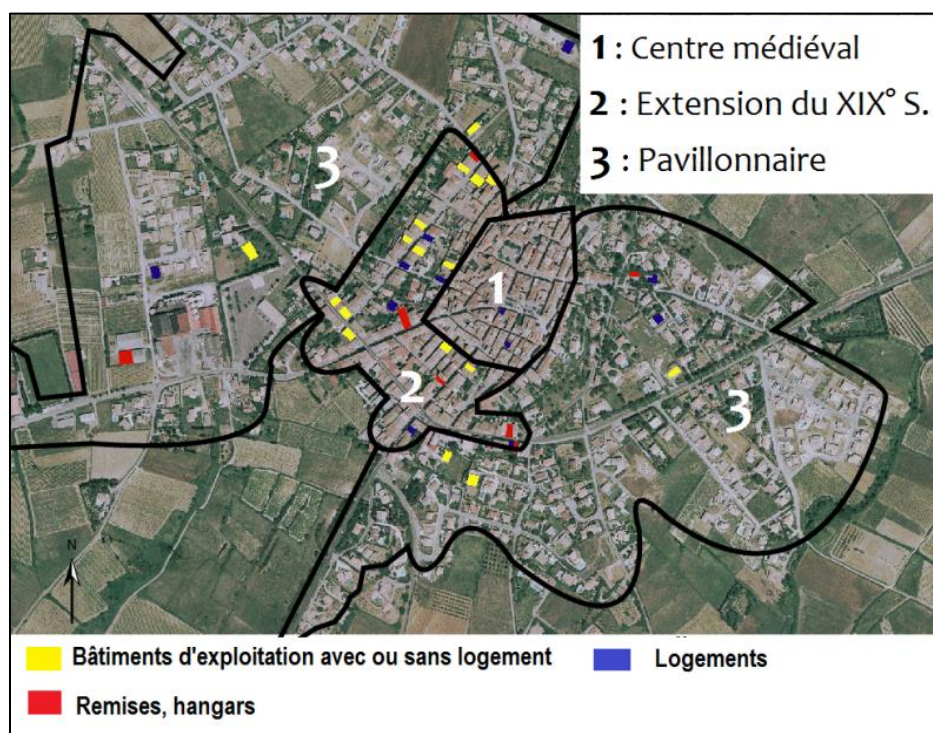 1 : Centre médiéval
2 : Extension du XIX° S.
3 : Pavillonnaire
3
1
2
3
N
Bâtiments d'exploitation avec ou sans logement
Logements
Remises, hangars